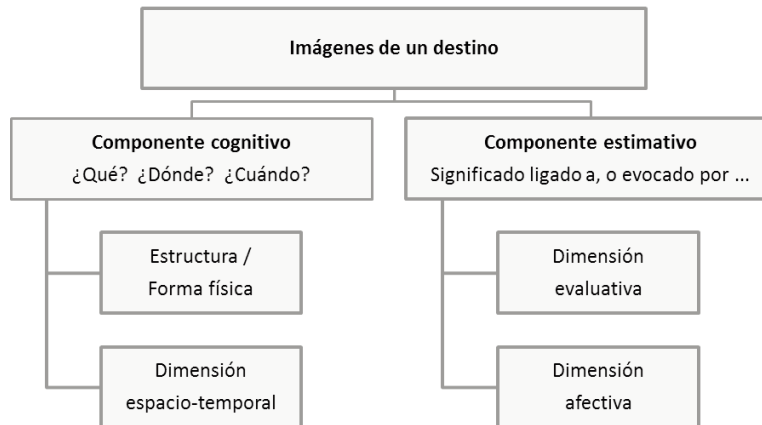 Imágenes de un destino
Componente cognitivo
¿Qué? ¿Dónde? ¿Cuándo?
Estructura /
Forma física
Dimensión
espacio-temporal
Componente estimativo
Significado ligado a, o evocado por ...
Dimensión
evaluativa
Dimensión
afectiva